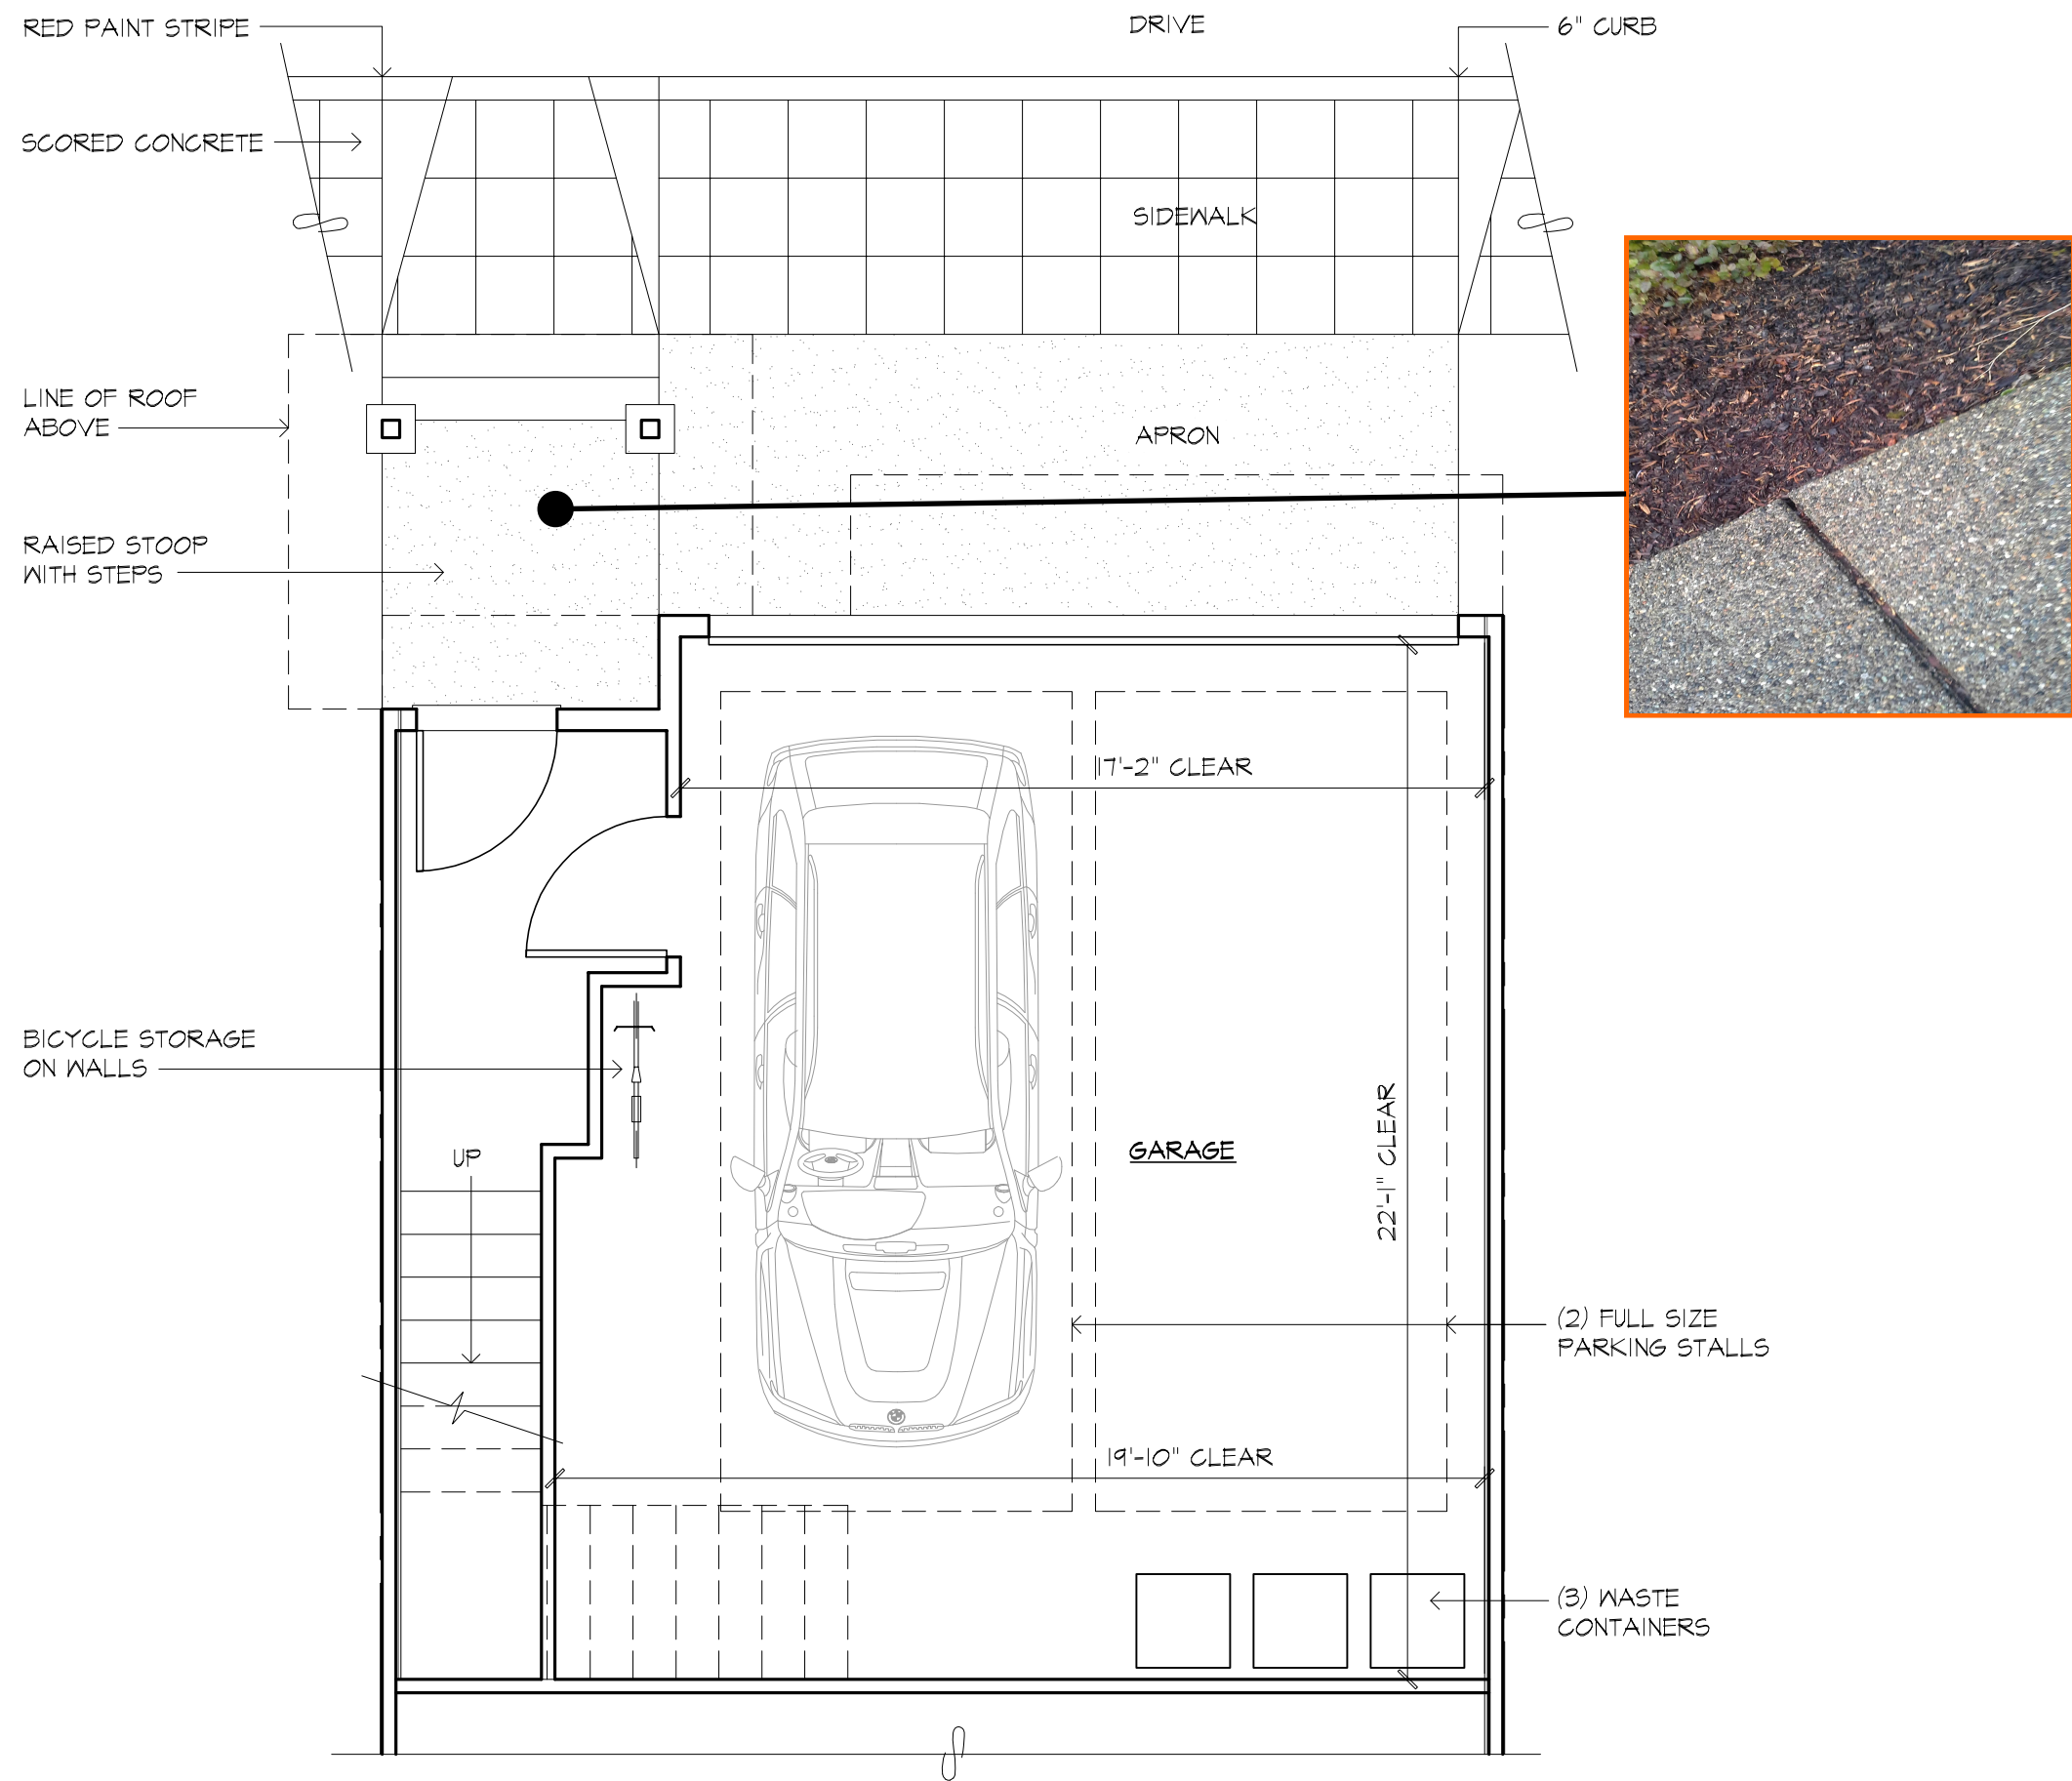 RED PAINT STRIPE
DRIVE
6" CURB
SCORED CONCRETE
SIDEWALK
LINE OF ROOF
ABOVE
APRON
RAISED STOOP
WITH STEPS
17'-2" CLEAR
BICYCLE STORAGE
ON WALLS
UP
GARAGE
22'-1" CLEAR
(2) FULL SIZE
PARKING STALLS
19'-10" CLEAR
(3) WASTE
CONTAINERS